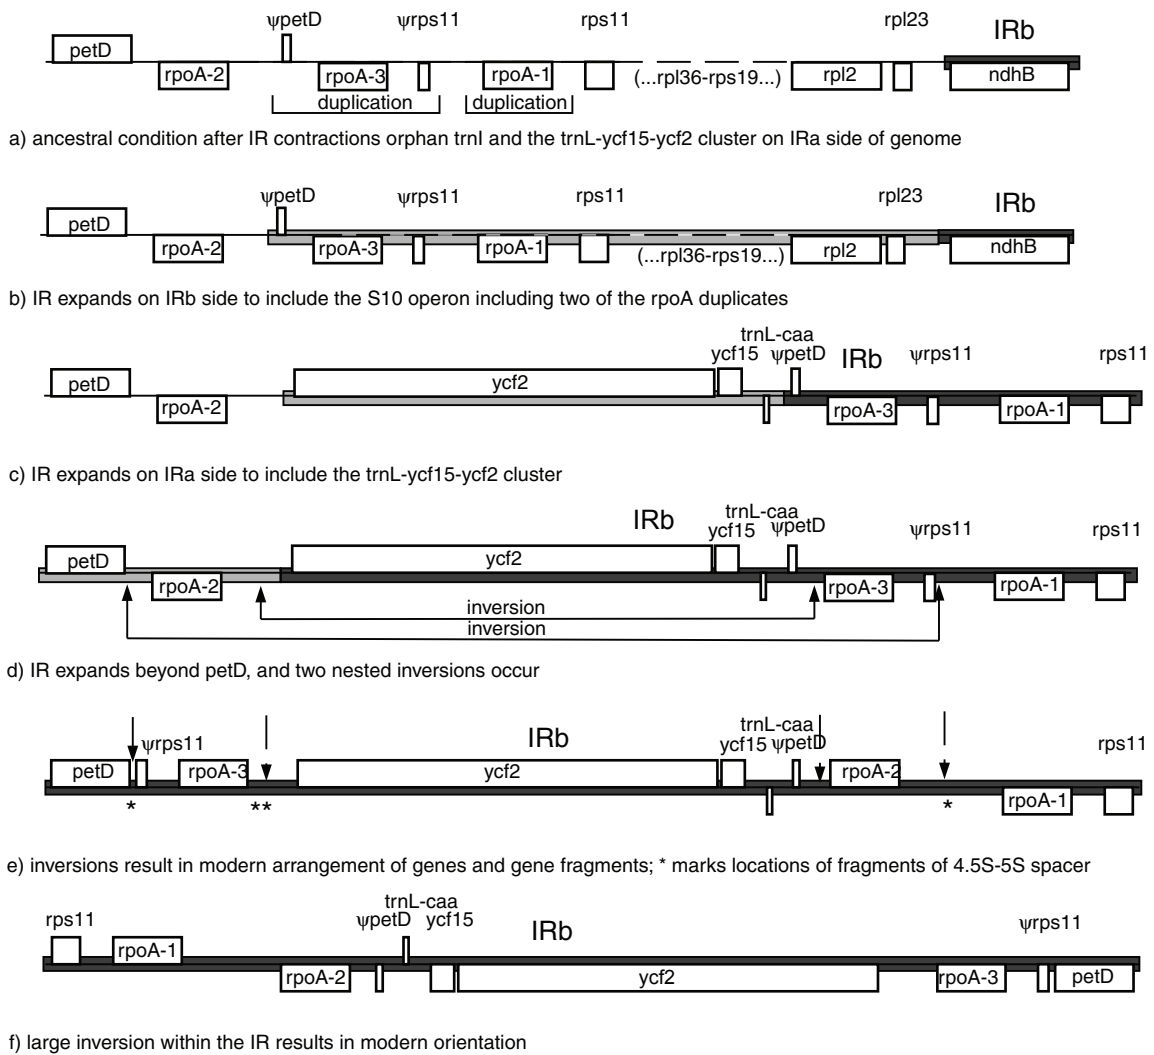 ψpetD ψrps11 rps11 rpl23 IRb
petD rpoA-2 rpoA-3 rpoA-1 (...rpl36-rps19...) rpl2 ndhB
duplication duplication
a) ancestral condition after IR contractions orphan trnI and the trnL-ycf15-ycf2 cluster on IRa side of genome
ψpetD ψrps11 rps11 rpl23 IRb
petD rpoA-2 rpoA-3 rpoA-1 (...rpl36-rps19...) rpl2 ndhB
b) IR expands on IRb side to include the S10 operon including two of the rpoA duplicates
trnL-caa
ycf15 ψpetD IRb ψrps11 rps11
petD ycf2
rpoA-2 rpoA-3 rpoA-1
c) IR expands on IRa side to include the trnL-ycf15-ycf2 cluster
IRb trnL-caa
ycf15 ψpetD ψrps11 rps11
petD ycf2
rpoA-2 rpoA-3 rpoA-1
inversion
inversion
d) IR expands beyond petD, and two nested inversions occur
trnL-caa
ψrps11 IRb ycf15 ψpetD rps11
petD rpoA-3 ycf2 rpoA-2
* ** * rpoA-1
e) inversions result in modern arrangement of genes and gene fragments; * marks locations of fragments of 4.5S-5S spacer
trnL-caa
rps11 ψpetD ycf15 IRb ψrps11
rpoA-1
rpoA-2 ycf2 rpoA-3 petD
f) large inversion within the IR results in modern orientation